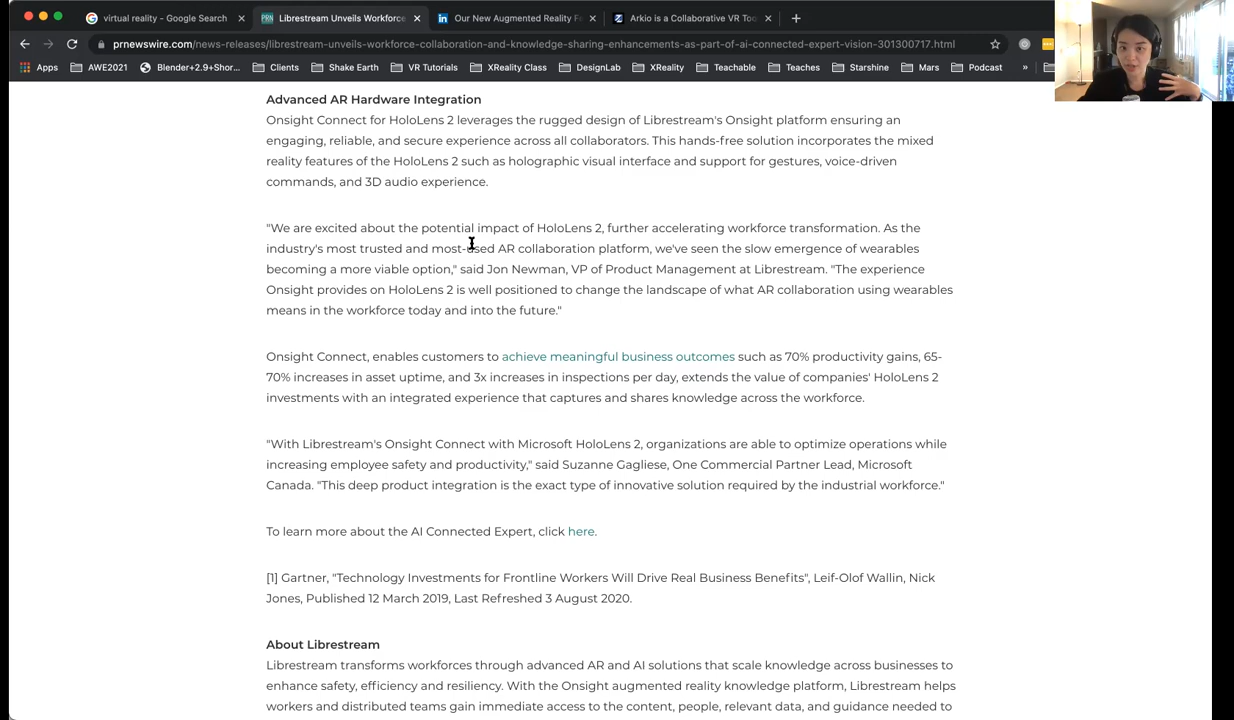 virtual reality - Google Search
Librestream Unveils Workforce
Our New Augmented Reality Fe
Arkio is a Collaborative VR Too
prnewswire.com/news-releases/librestream-unveils-workforce-collaboration-and-knowledge-sharing-enhancements-as-part-of-ai-connected-expert-vision-301300717.html
Apps AWE2021 Blender+2.9+Shor... Clients Shake Earth VR Tutorials XReality Class DesignLab XReality Teachable Teaches Starshine Mars Podcast »
Advanced AR Hardware Integration
Onsight Connect for HoloLens 2 leverages the rugged design of Librestream's Onsight platform ensuring an
engaging, reliable, and secure experience across all collaborators. This hands-free solution incorporates the mixed
reality features of the HoloLens 2 such as holographic visual interface and support for gestures, voice-driven
commands, and 3D audio experience.
"We are excited about the potential impact of HoloLens 2, further accelerating workforce transformation. As the
industry's most trusted and most-used AR collaboration platform, we've seen the slow emergence of wearables
becoming a more viable option," said Jon Newman, VP of Product Management at Librestream. "The experience
Onsight provides on HoloLens 2 is well positioned to change the landscape of what AR collaboration using wearables
means in the workforce today and into the future."
Onsight Connect, enables customers to achieve meaningful business outcomes such as 70% productivity gains, 65-
70% increases in asset uptime, and 3x increases in inspections per day, extends the value of companies' HoloLens 2
investments with an integrated experience that captures and shares knowledge across the workforce.
"With Librestream's Onsight Connect with Microsoft HoloLens 2, organizations are able to optimize operations while
increasing employee safety and productivity," said Suzanne Gagliese, One Commercial Partner Lead, Microsoft
Canada. "This deep product integration is the exact type of innovative solution required by the industrial workforce."
To learn more about the AI Connected Expert, click here.
[1] Gartner, "Technology Investments for Frontline Workers Will Drive Real Business Benefits", Leif-Olof Wallin, Nick
Jones, Published 12 March 2019, Last Refreshed 3 August 2020.
About Librestream
Librestream transforms workforces through advanced AR and AI solutions that scale knowledge across businesses to
enhance safety, efficiency and resiliency. With the Onsight augmented reality knowledge platform, Librestream helps
workers and distributed teams gain immediate access to the content, people, relevant data, and guidance needed to